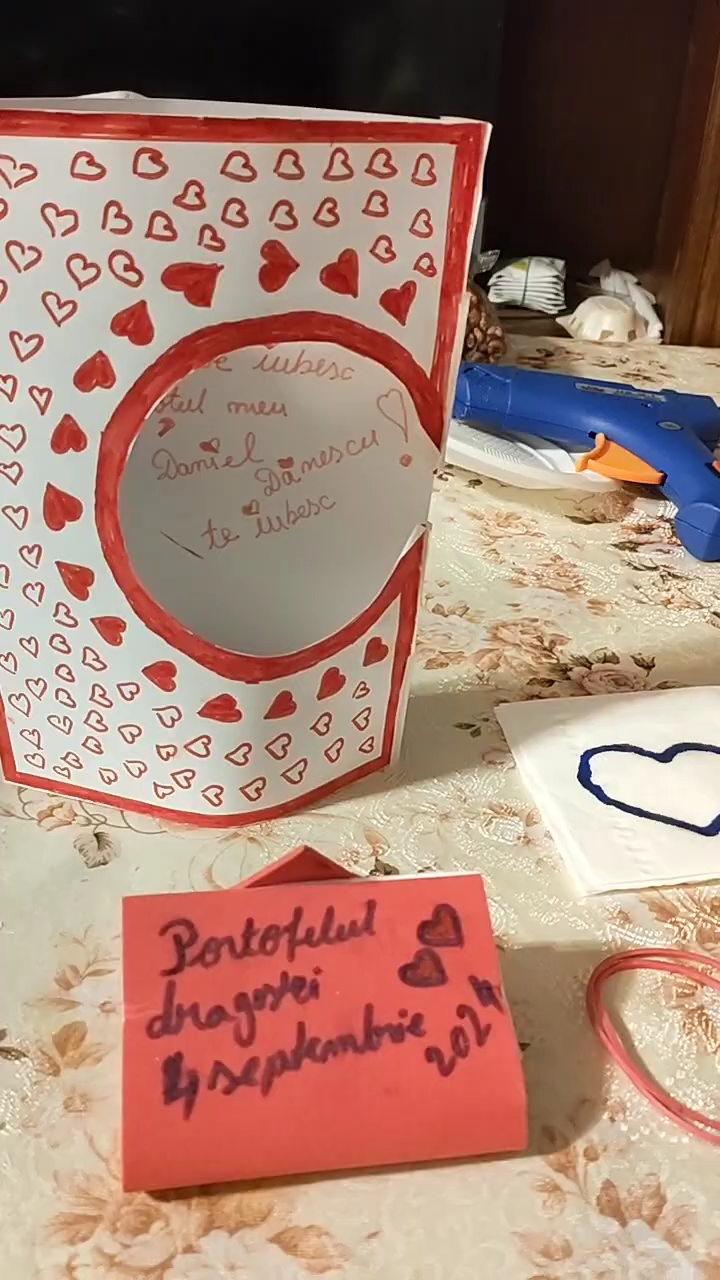 iubesc
meu
Daniel Dănescu
te iubesc
Portofelul
dragostei
4 septembrie 2024